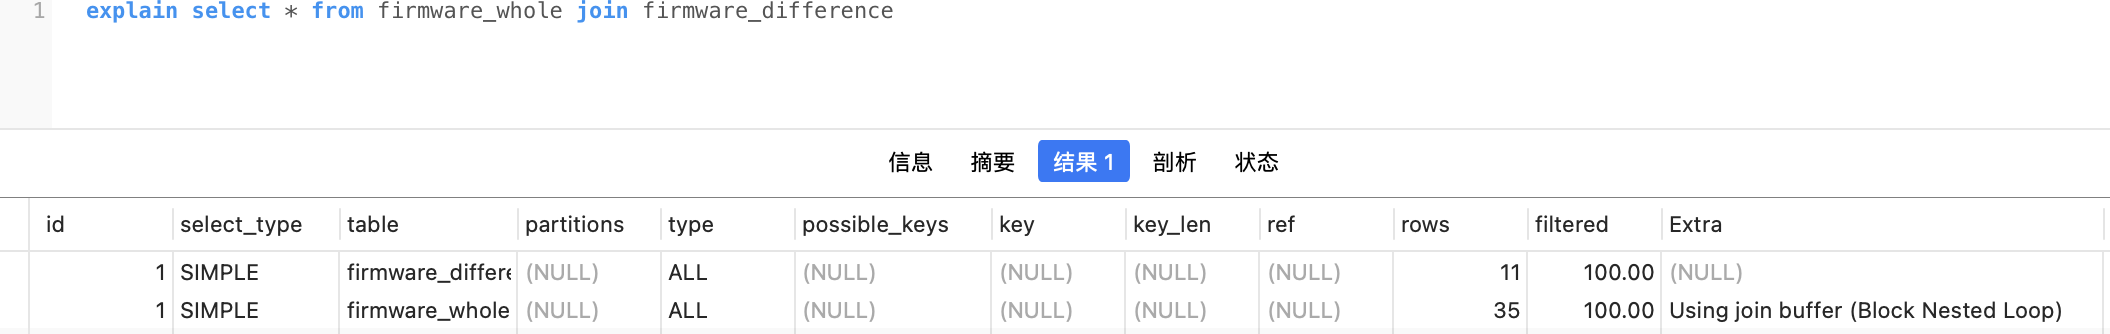 1 explain select * from firmware_whole join firmware_difference
信息 摘要 结果 1 剖析 状态
id select_type table partitions type possible_keys key key_len ref rows filtered Extra
1 SIMPLE firmware_differe (NULL) ALL (NULL) (NULL) (NULL) (NULL) 11 100.00 (NULL)
1 SIMPLE firmware_whole (NULL) ALL (NULL) (NULL) (NULL) (NULL) 35 100.00 Using join buffer (Block Nested Loop)